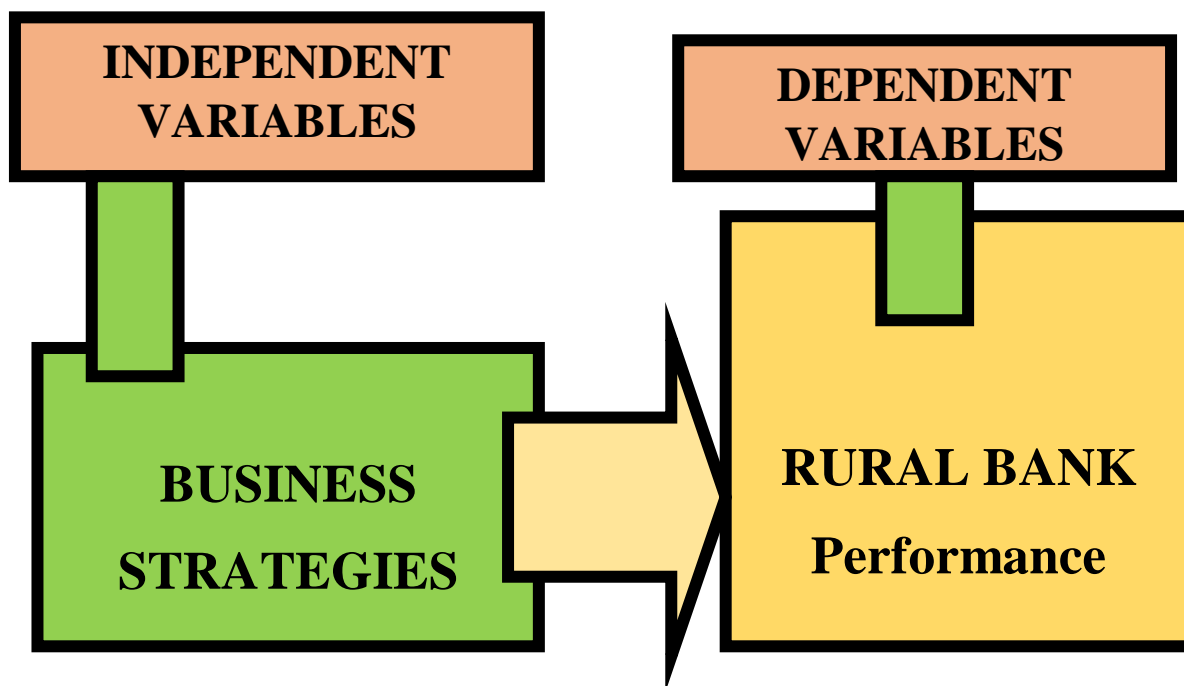 INDEPENDENT
VARIABLES
DEPENDENT
VARIABLES
BUSINESS
STRATEGIES
RURAL BANK
Performance